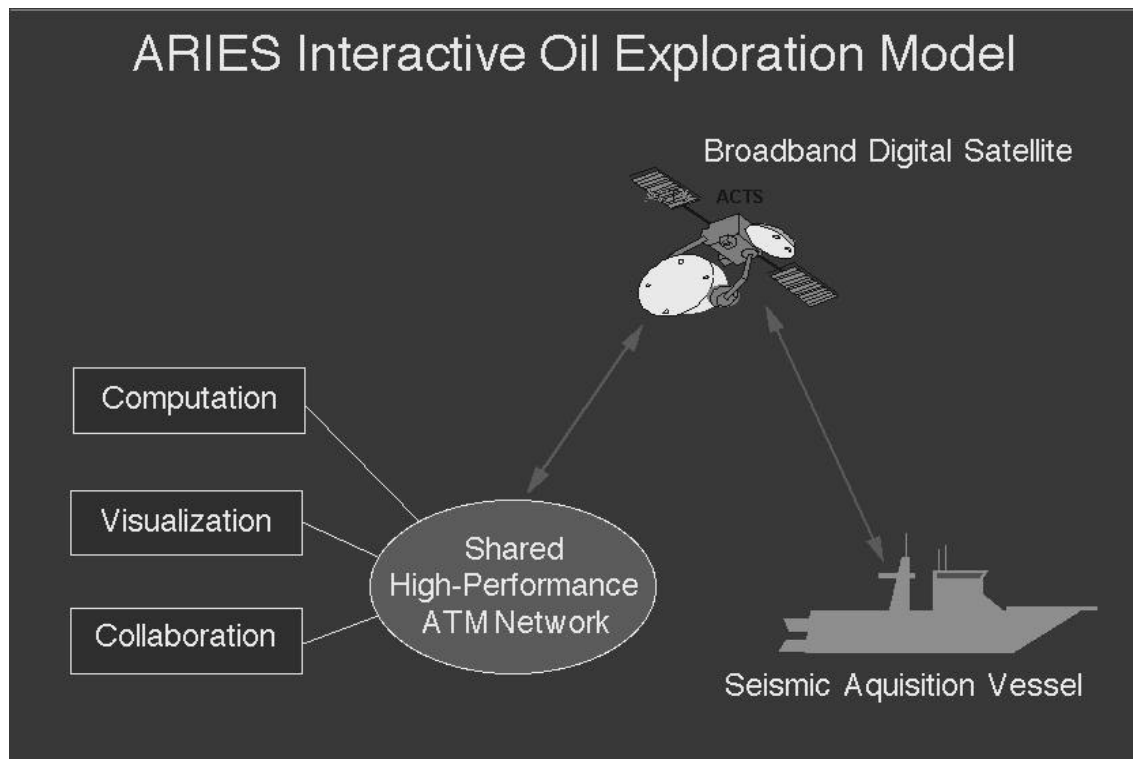 ARIES Interactive Oil Exploration Model
Broadband Digital Satellite
ACTS
Computation
Visualization
Collaboration
Shared
High-Performance
ATM Network
Seismic Aquisition Vessel